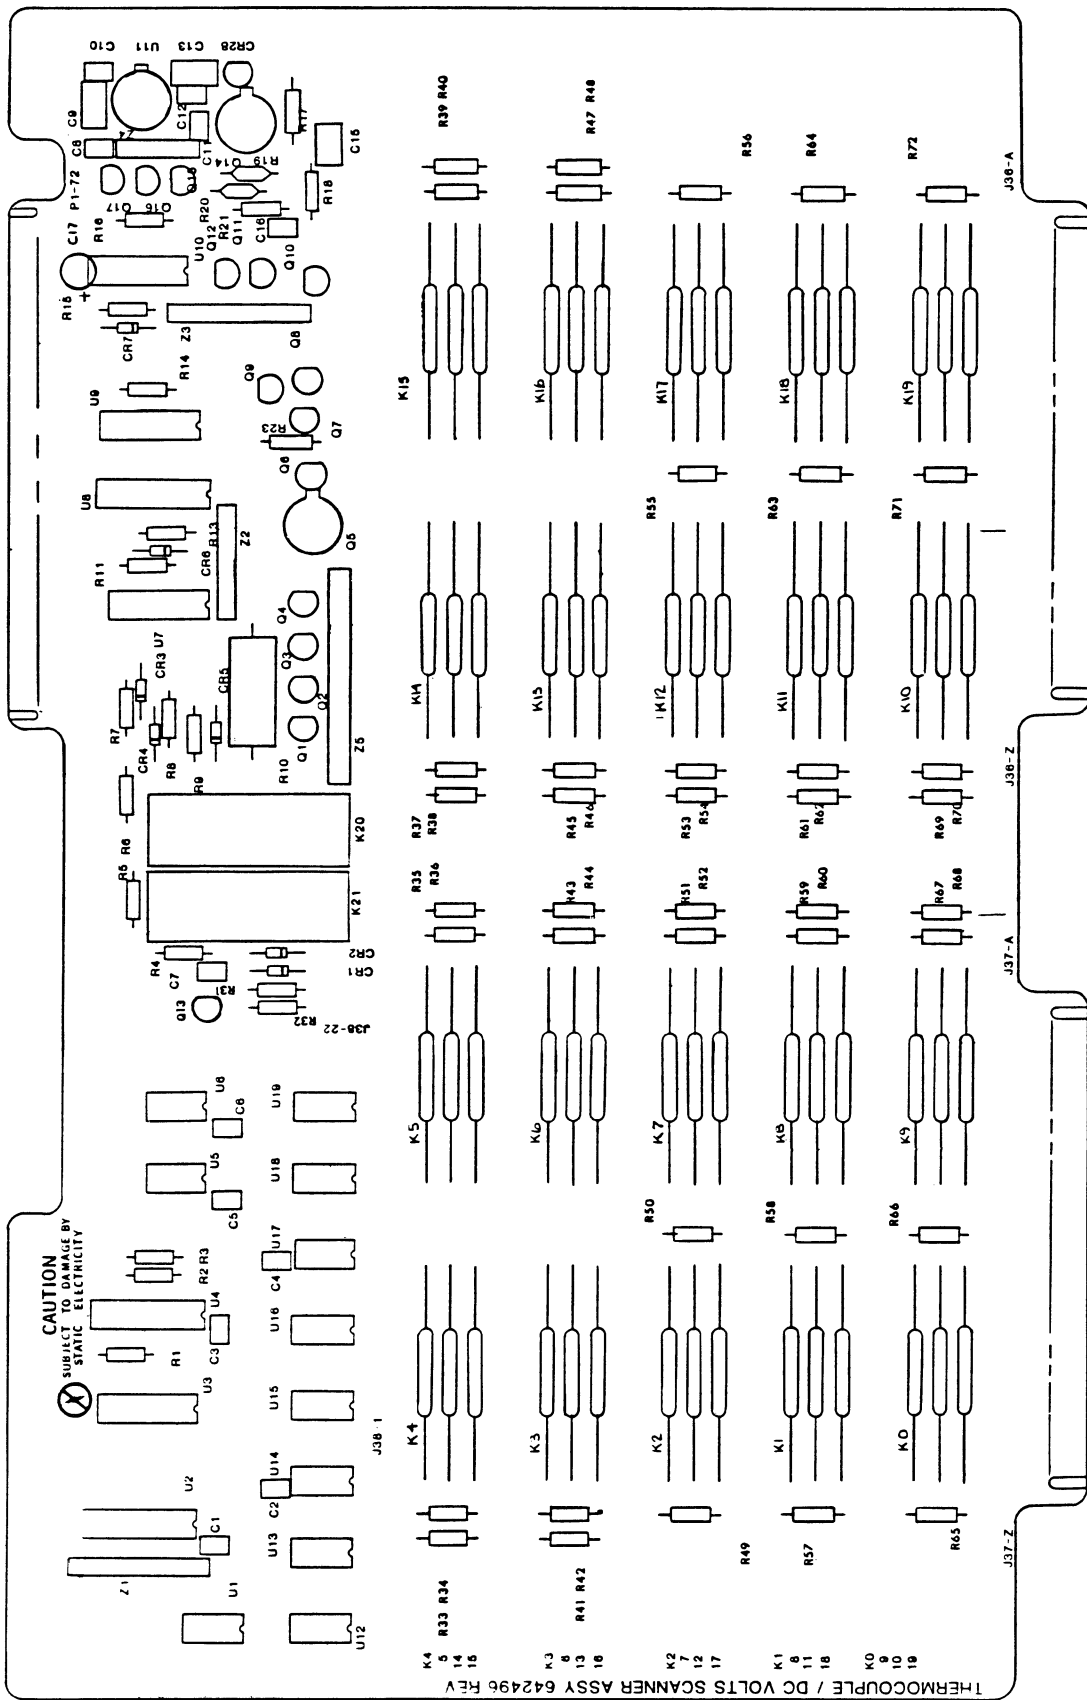 C10
U11
C13
CR28
C9
Z4
C12
R17
C8
C11
C15
P1-72
Q17
Q16
Q15
Q14
R19
R18
C17
R16
R20
R21
C16
U10
Q12
Q11
Q10
R15
+
CR7
Z3
Q8
R14
U9
Q9
R23
Q7
U8
Q6
R13
Z2
Q5
R11
CR6
Q4
U7
CR3
Q3
CR5
R7
Q2
CR4
R8
Q1
Z5
R9
R10
R6
K20
R5
K21
R4
C7
CR2
CR1
R31
Q13
R32
J38-22
U6
C6
U19
U5
U18
C5
U17
C4
CAUTION
SUBJECT TO DAMAGE BY
STATIC ELECTRICITY
R2 R3
U4
U16
C3
R1
U3
U15
J38-1
U2
U14
C2
C1
U13
Z1
U1
U12
R39 R40
R47 R48
R56
R64
R72
J36-A
K15
K16
K17
K18
K19
R55
R63
R71
K14
K13
K12
K11
K10
R37
R38
R45
R46
R53
R54
R61
R62
R69
R70
J36-Z
R35
R36
R43
R44
R51
R52
R59
R60
R67
R68
J37-A
K5
K6
K7
K8
K9
R50
R58
R66
K4
K3
K2
K1
K0
R33 R34
R41 R42
R49
R57
R65
J37-Z
K4
5
14
15
K3
6
13
16
K2
7
12
17
K1
8
11
18
K0
9
10
19
THERMOCOUPLE / DC VOLTS SCANNER ASSY 642496 REV